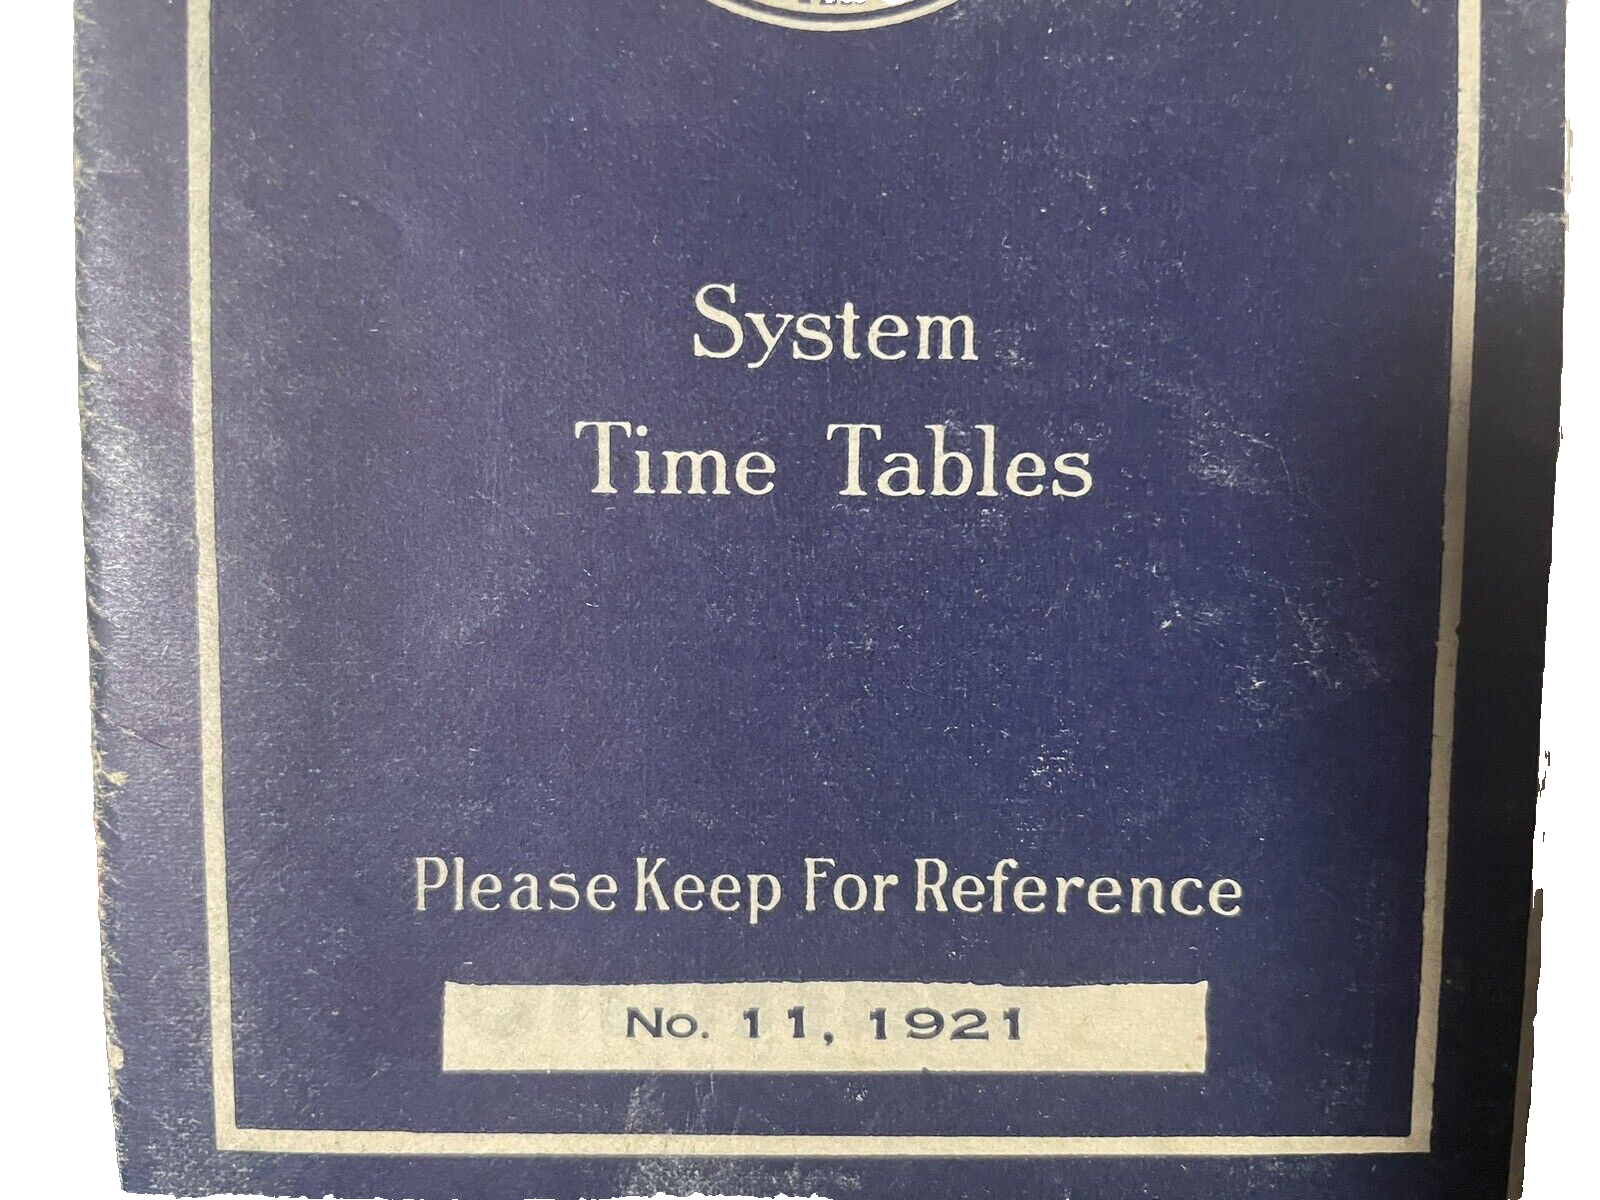 System
Time Tables
Please Keep For Reference
No. 11, 1921